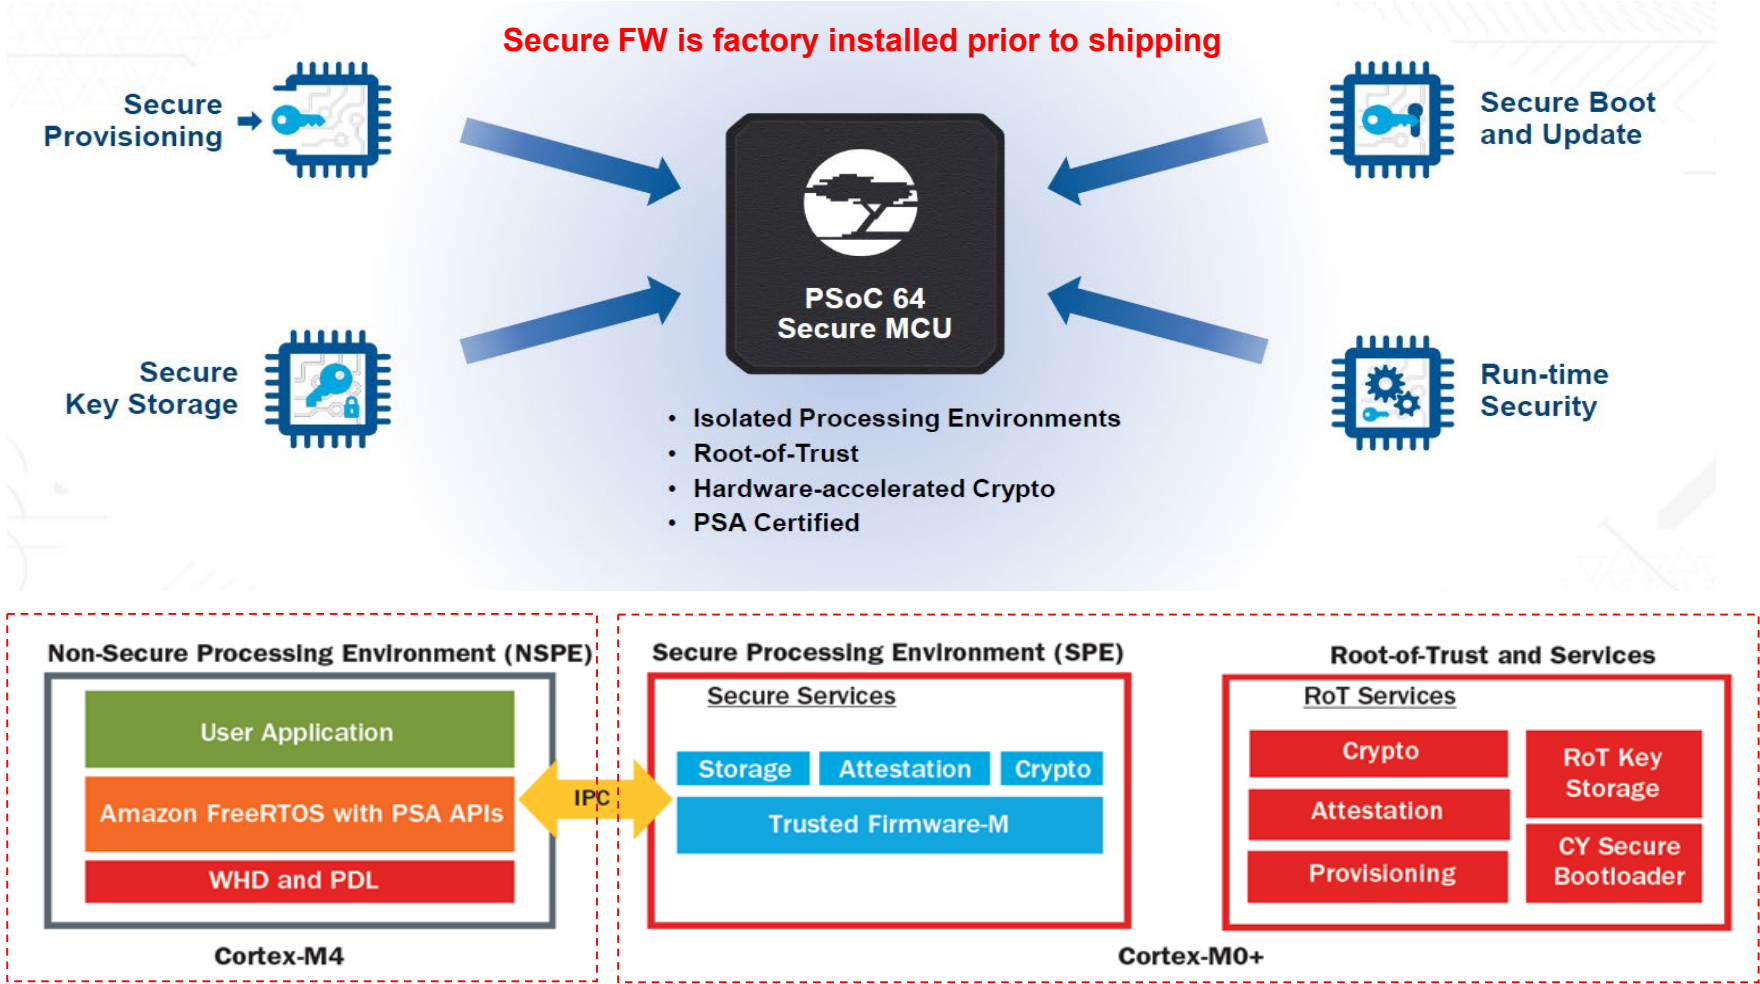 Secure FW is factory installed prior to shipping
Secure
Provisioning
Secure Boot
and Update
PSoC 64
Secure MCU
Secure
Key Storage
Run-time
Security
• Isolated Processing Environments
• Root-of-Trust
• Hardware-accelerated Crypto
• PSA Certified
Non-Secure Processing Environment (NSPE)
User Application
Amazon FreeRTOS with PSA APIs
WHD and PDL
Cortex-M4
IPC
Secure Processing Environment (SPE)
Secure Services
Storage
Attestation
Crypto
Trusted Firmware-M
Root-of-Trust and Services
RoT Services
Crypto
Attestation
Provisioning
RoT Key
Storage
CY Secure
Bootloader
Cortex-M0+